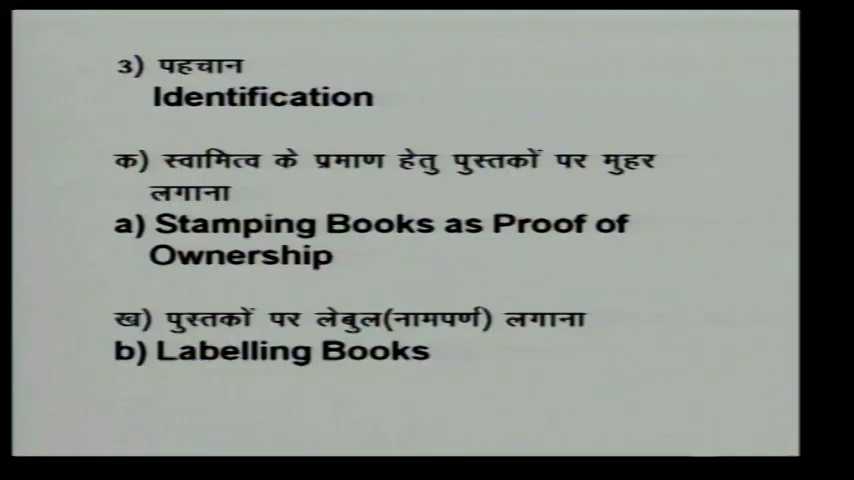 3) पहचान
Identification
क) स्वामित्व के प्रमाण हेतु पुस्तकों पर मुहर
लगाना
a) Stamping Books as Proof of
Ownership
ख) पुस्तकों पर लेबुल(नामपर्ण) लगाना
b) Labelling Books